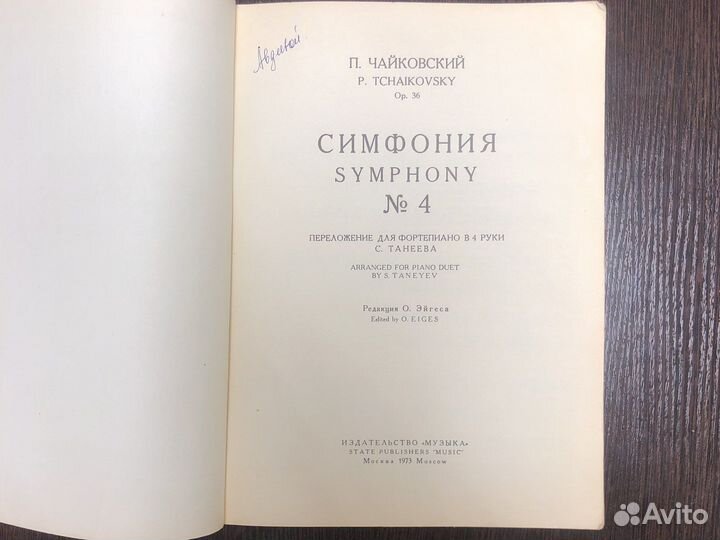 Авдеевой.
П. ЧАЙКОВСКИЙ
P. TCHAIKOVSKY
Op. 36
СИМФОНИЯ
SYMPHONY
№ 4
ПЕРЕЛОЖЕНИЕ ДЛЯ ФОРТЕПИАНО В 4 РУКИ
С. ТАНЕЕВА
ARRANGED FOR PIANO DUET
BY S. TANEYEV
Редакция О. Эйгеса
Edited by O. EIGES
ИЗДАТЕЛЬСТВО «МУЗЫКА»
STATE PUBLISHERS "MUSIC"
Москва 1973 Moscow
Avito